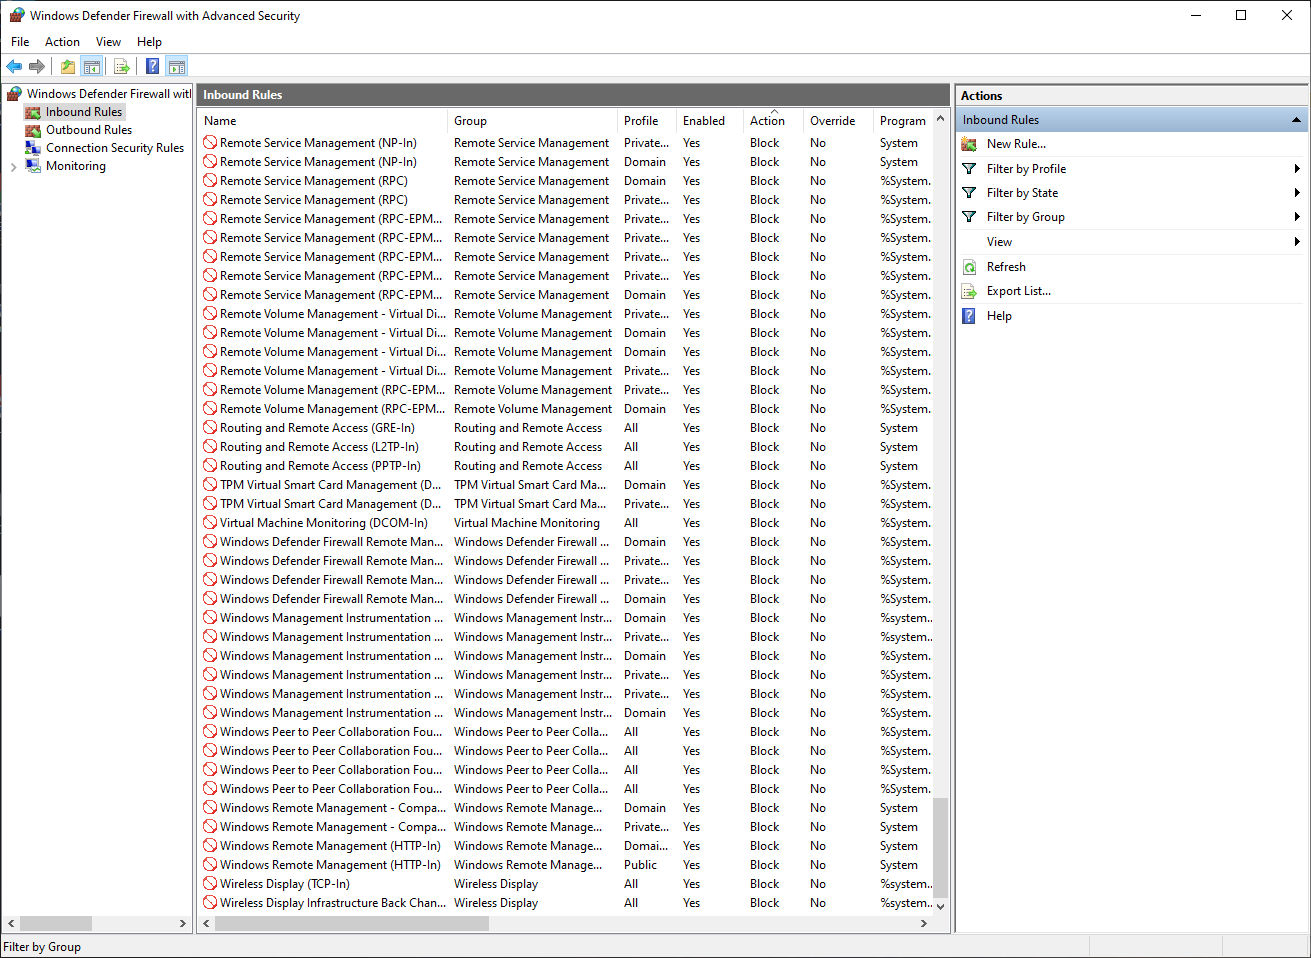 Windows Defender Firewall with Advanced Security
File Action View Help
Windows Defender Firewall witl
Inbound Rules
Outbound Rules
Connection Security Rules
Monitoring
Inbound Rules
Name Group Profile Enabled Action Override Program
Remote Service Management (NP-In) Remote Service Management Private... Yes Block No System
Remote Service Management (NP-In) Remote Service Management Domain Yes Block No System
Remote Service Management (RPC) Remote Service Management Domain Yes Block No %System.
Remote Service Management (RPC) Remote Service Management Private... Yes Block No %System.
Remote Service Management (RPC-EPM... Remote Service Management Domain Yes Block No %System.
Remote Service Management (RPC-EPM... Remote Service Management Private... Yes Block No %System.
Remote Service Management (RPC-EPM... Remote Service Management Domain Yes Block No %System.
Remote Service Management (RPC-EPM... Remote Service Management Private... Yes Block No %System.
Remote Service Management (RPC-EPM... Remote Service Management Domain Yes Block No %System.
Remote Volume Management - Virtual Di... Remote Volume Management Private... Yes Block No %System.
Remote Volume Management - Virtual Di... Remote Volume Management Domain Yes Block No %System.
Remote Volume Management - Virtual Di... Remote Volume Management Domain Yes Block No %System.
Remote Volume Management - Virtual Di... Remote Volume Management Private... Yes Block No %System.
Remote Volume Management (RPC-EPM... Remote Volume Management Private... Yes Block No %System.
Remote Volume Management (RPC-EPM... Remote Volume Management Domain Yes Block No %System.
Routing and Remote Access (GRE-In) Routing and Remote Access All Yes Block No System
Routing and Remote Access (L2TP-In) Routing and Remote Access All Yes Block No System
Routing and Remote Access (PPTP-In) Routing and Remote Access All Yes Block No System
TPM Virtual Smart Card Management (D... TPM Virtual Smart Card Ma... Domain Yes Block No %System.
TPM Virtual Smart Card Management (D... TPM Virtual Smart Card Ma... Private... Yes Block No %System.
Virtual Machine Monitoring (DCOM-In) Virtual Machine Monitoring All Yes Block No %System.
Windows Defender Firewall Remote Man... Windows Defender Firewall ... Domain Yes Block No %System.
Windows Defender Firewall Remote Man... Windows Defender Firewall ... Private... Yes Block No %System.
Windows Defender Firewall Remote Man... Windows Defender Firewall ... Private... Yes Block No %System.
Windows Defender Firewall Remote Man... Windows Defender Firewall ... Domain Yes Block No %System.
Windows Management Instrumentation ... Windows Management Instr... Domain Yes Block No %system..
Windows Management Instrumentation ... Windows Management Instr... Private... Yes Block No %system..
Windows Management Instrumentation ... Windows Management Instr... Domain Yes Block No %System.
Windows Management Instrumentation ... Windows Management Instr... Private... Yes Block No %System.
Windows Management Instrumentation ... Windows Management Instr... Private... Yes Block No %System.
Windows Management Instrumentation ... Windows Management Instr... Domain Yes Block No %System.
Windows Peer to Peer Collaboration Fou... Windows Peer to Peer Colla... All Yes Block No %System.
Windows Peer to Peer Collaboration Fou... Windows Peer to Peer Colla... All Yes Block No %System.
Windows Peer to Peer Collaboration Fou... Windows Peer to Peer Colla... All Yes Block No %System.
Windows Peer to Peer Collaboration Fou... Windows Peer to Peer Colla... All Yes Block No %System.
Windows Remote Management - Compa... Windows Remote Manage... Domain Yes Block No System
Windows Remote Management - Compa... Windows Remote Manage... Private... Yes Block No System
Windows Remote Management (HTTP-In) Windows Remote Manage... Domai... Yes Block No System
Windows Remote Management (HTTP-In) Windows Remote Manage... Public Yes Block No System
Wireless Display (TCP-In) Wireless Display All Yes Block No %system..
Wireless Display Infrastructure Back Chan... Wireless Display All Yes Block No %system..
Actions
Inbound Rules
New Rule...
Filter by Profile
Filter by State
Filter by Group
View
Refresh
Export List...
Help
Filter by Group